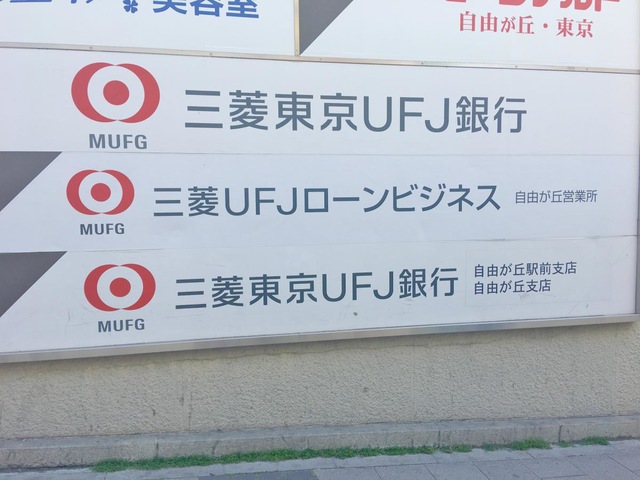 美容室
自由が丘・東京
MUFG
三菱東京UFJ銀行
MUFG
三菱UFJローンビジネス 自由が丘営業所
MUFG
三菱東京UFJ銀行
自由が丘駅前支店
自由が丘支店